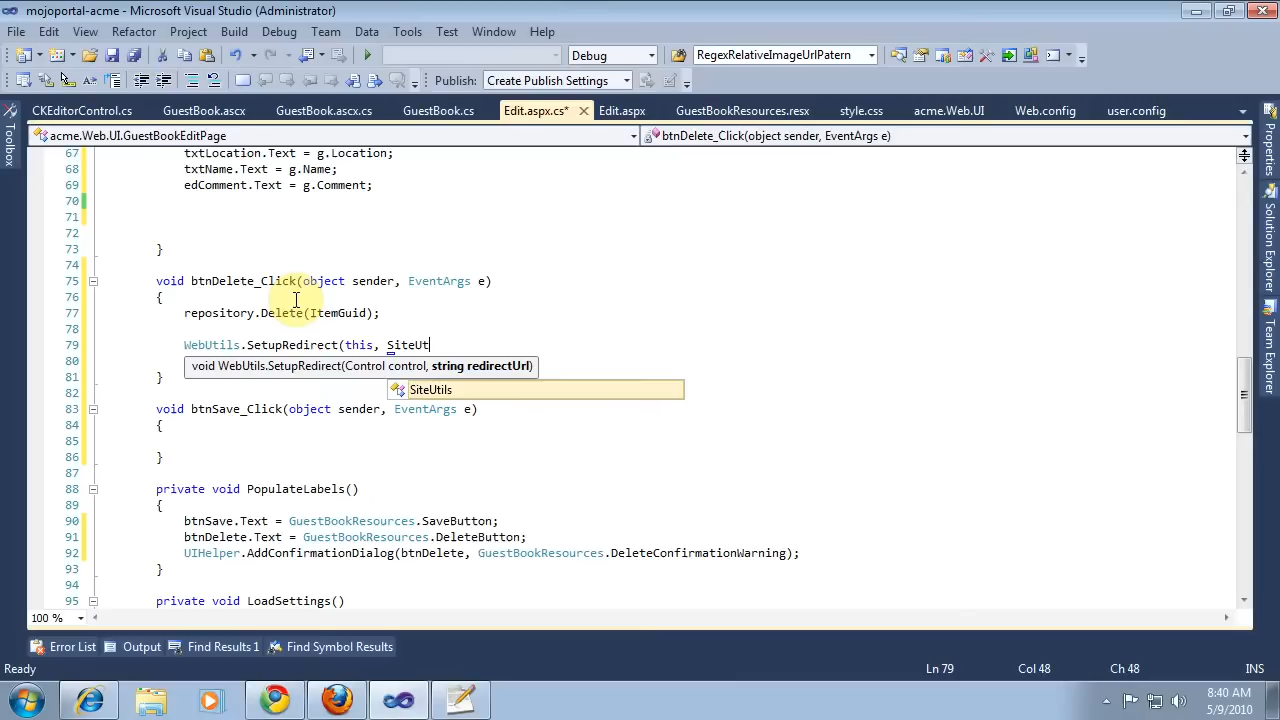 mojoportal-acme - Microsoft Visual Studio (Administrator)
File Edit View Refactor Project Build Debug Team Data Tools Test Window Help
Debug RegexRelativeImageUrlPatern
Publish: Create Publish Settings
CKEditorControl.cs GuestBook.ascx GuestBook.ascx.cs GuestBook.cs Edit.aspx.cs* Edit.aspx GuestBookResources.resx style.css acme.Web.UI Web.config user.config
acme.Web.UI.GuestBookEditPage btnDelete_Click(object sender, EventArgs e)
Toolbox
Properties
Solution Explorer
Team Explorer
67 txtLocation.Text = g.Location;
68 txtName.Text = g.Name;
69 edComment.Text = g.Comment;
70
71
72
73 }
74
75 void btnDelete_Click(object sender, EventArgs e)
76 {
77 repository.Delete(ItemGuid);
78
79 WebUtils.SetupRedirect(this, SiteUt
80 void WebUtils.SetupRedirect(Control control, string redirectUrl)
81 }
SiteUtils
82
83 void btnSave_Click(object sender, EventArgs e)
84 {
85
86 }
87
88 private void PopulateLabels()
89 {
90 btnSave.Text = GuestBookResources.SaveButton;
91 btnDelete.Text = GuestBookResources.DeleteButton;
92 UIHelper.AddConfirmationDialog(btnDelete, GuestBookResources.DeleteConfirmationWarning);
93 }
94
95 private void LoadSettings()
100 %
Error List Output Find Results 1 Find Symbol Results
Ready Ln 79 Col 48 Ch 48 INS
8:40 AM
5/9/2010